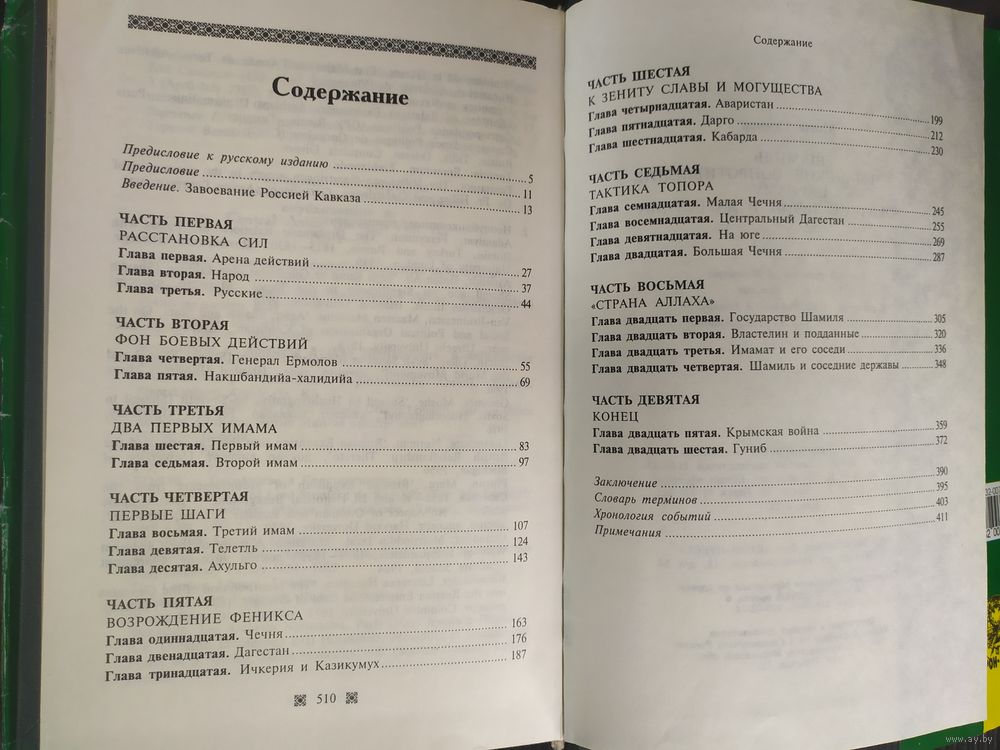 Содержание
Предисловие к русскому изданию ........ 5
Предисловие ........ 11
Введение. Завоевание Россией Кавказа ........ 13
ЧАСТЬ ПЕРВАЯ
РАССТАНОВКА СИЛ
Глава первая. Арена действий ........ 27
Глава вторая. Народ ........ 37
Глава третья. Русские ........ 44
ЧАСТЬ ВТОРАЯ
ФОН БОЕВЫХ ДЕЙСТВИЙ
Глава четвертая. Генерал Ермолов ........ 55
Глава пятая. Накшбандийа-халидийа ........ 69
ЧАСТЬ ТРЕТЬЯ
ДВА ПЕРВЫХ ИМАМА
Глава шестая. Первый имам ........ 83
Глава седьмая. Второй имам ........ 97
ЧАСТЬ ЧЕТВЕРТАЯ
ПЕРВЫЕ ШАГИ
Глава восьмая. Третий имам ........ 107
Глава девятая. Телетль ........ 124
Глава десятая. Ахульго ........ 143
ЧАСТЬ ПЯТАЯ
ВОЗРОЖДЕНИЕ ФЕНИКСА
Глава одиннадцатая. Чечня ........ 163
Глава двенадцатая. Дагестан ........ 176
Глава тринадцатая. Ичкерия и Казикумух ........ 187
510
Содержание
ЧАСТЬ ШЕСТАЯ
К ЗЕНИТУ СЛАВЫ И МОГУЩЕСТВА
Глава четырнадцатая. Аваристан ........ 199
Глава пятнадцатая. Дарго ........ 212
Глава шестнадцатая. Кабарда ........ 230
ЧАСТЬ СЕДЬМАЯ
ТАКТИКА ТОПОРА
Глава семнадцатая. Малая Чечня ........ 245
Глава восемнадцатая. Центральный Дагестан ........ 255
Глава девятнадцатая. На юге ........ 269
Глава двадцатая. Большая Чечня ........ 287
ЧАСТЬ ВОСЬМАЯ
«СТРАНА АЛЛАХА»
Глава двадцать первая. Государство Шамиля ........ 305
Глава двадцать вторая. Властелин и подданные ........ 320
Глава двадцать третья. Имамат и его соседи ........ 336
Глава двадцать четвертая. Шамиль и соседние державы ........ 348
ЧАСТЬ ДЕВЯТАЯ
КОНЕЦ
Глава двадцать пятая. Крымская война ........ 359
Глава двадцать шестая. Гуниб ........ 372
Заключение ........ 390
Словарь терминов ........ 395
Хронология событий ........ 403
Примечания ........ 411
www.ay.by